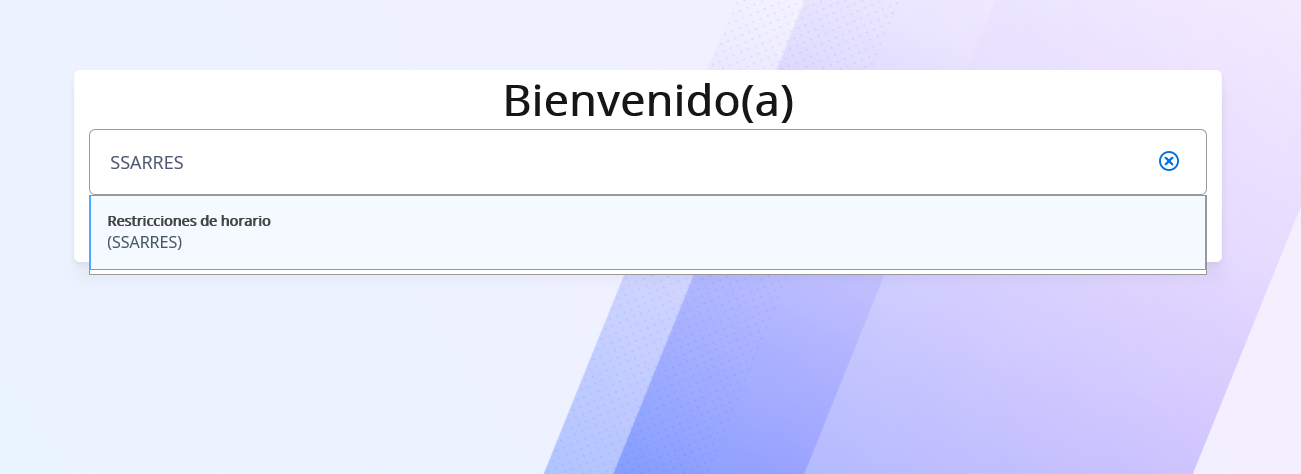 Bienvenido(a)
SSARRES
Restricciones de horario
(SSARRES)